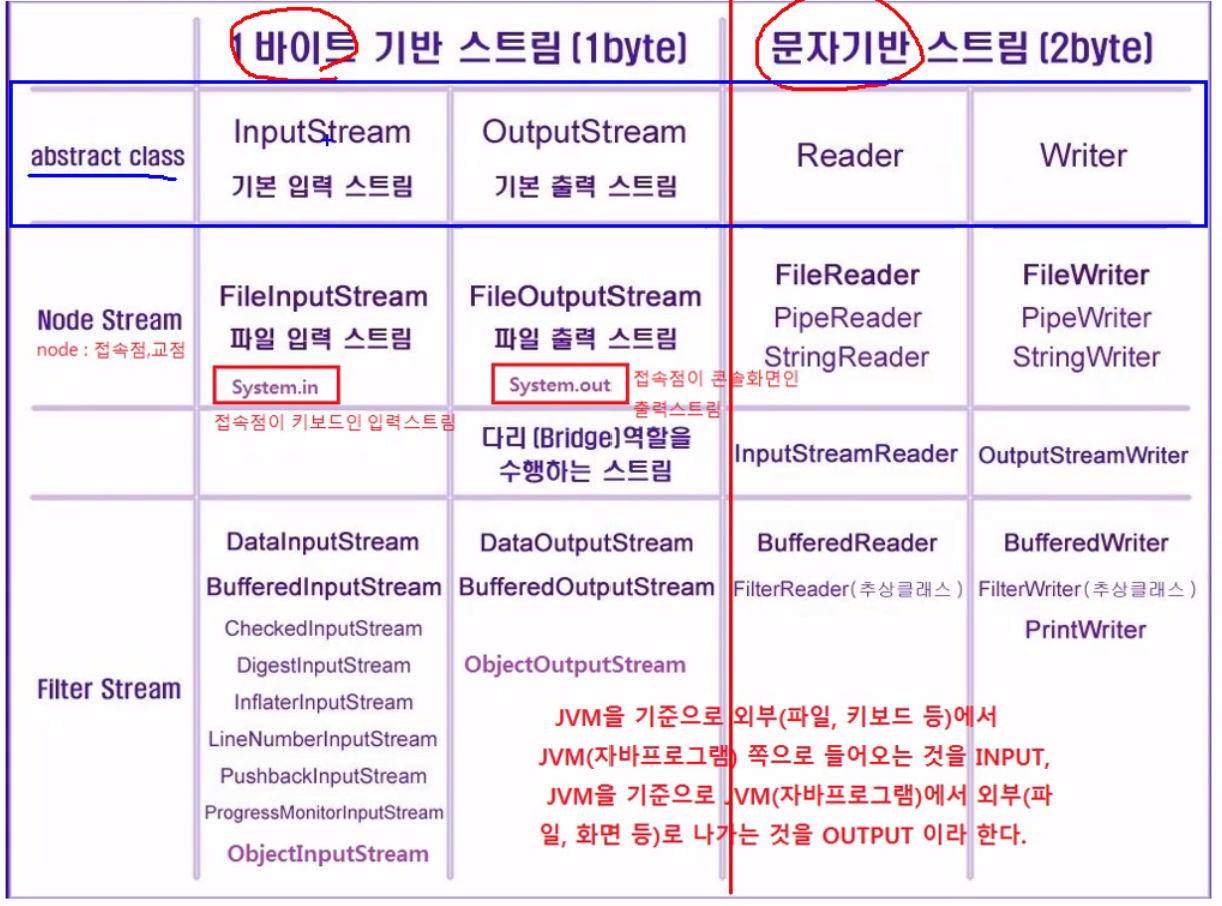 1 바이트 기반 스트림 (1byte)
문자기반 스트림 (2byte)
abstract class
InputStream
기본 입력 스트림
OutputStream
기본 출력 스트림
Reader
Writer
Node Stream
node : 접속점,교점
FileInputStream
파일 입력 스트림
System.in
접속점이 키보드인 입력스트림
FileOutputStream
파일 출력 스트림
System.out
접속점이 콘솔화면인
출력스트림
FileReader
PipeReader
StringReader
FileWriter
PipeWriter
StringWriter
다리 (Bridge)역할을
수행하는 스트림
InputStreamReader
OutputStreamWriter
Filter Stream
DataInputStream
BufferedInputStream
CheckedInputStream
DigestInputStream
InflaterInputStream
LineNumberInputStream
PushbackInputStream
ProgressMonitorInputStream
ObjectInputStream
DataOutputStream
BufferedOutputStream
ObjectOutputStream
BufferedReader
FilterReader(추상클래스)
BufferedWriter
FilterWriter(추상클래스)
PrintWriter
JVM을 기준으로 외부(파일, 키보드 등)에서
JVM(자바프로그램) 쪽으로 들어오는 것을 INPUT,
JVM을 기준으로 JVM(자바프로그램)에서 외부(파
일, 화면 등)로 나가는 것을 OUTPUT 이라 한다.